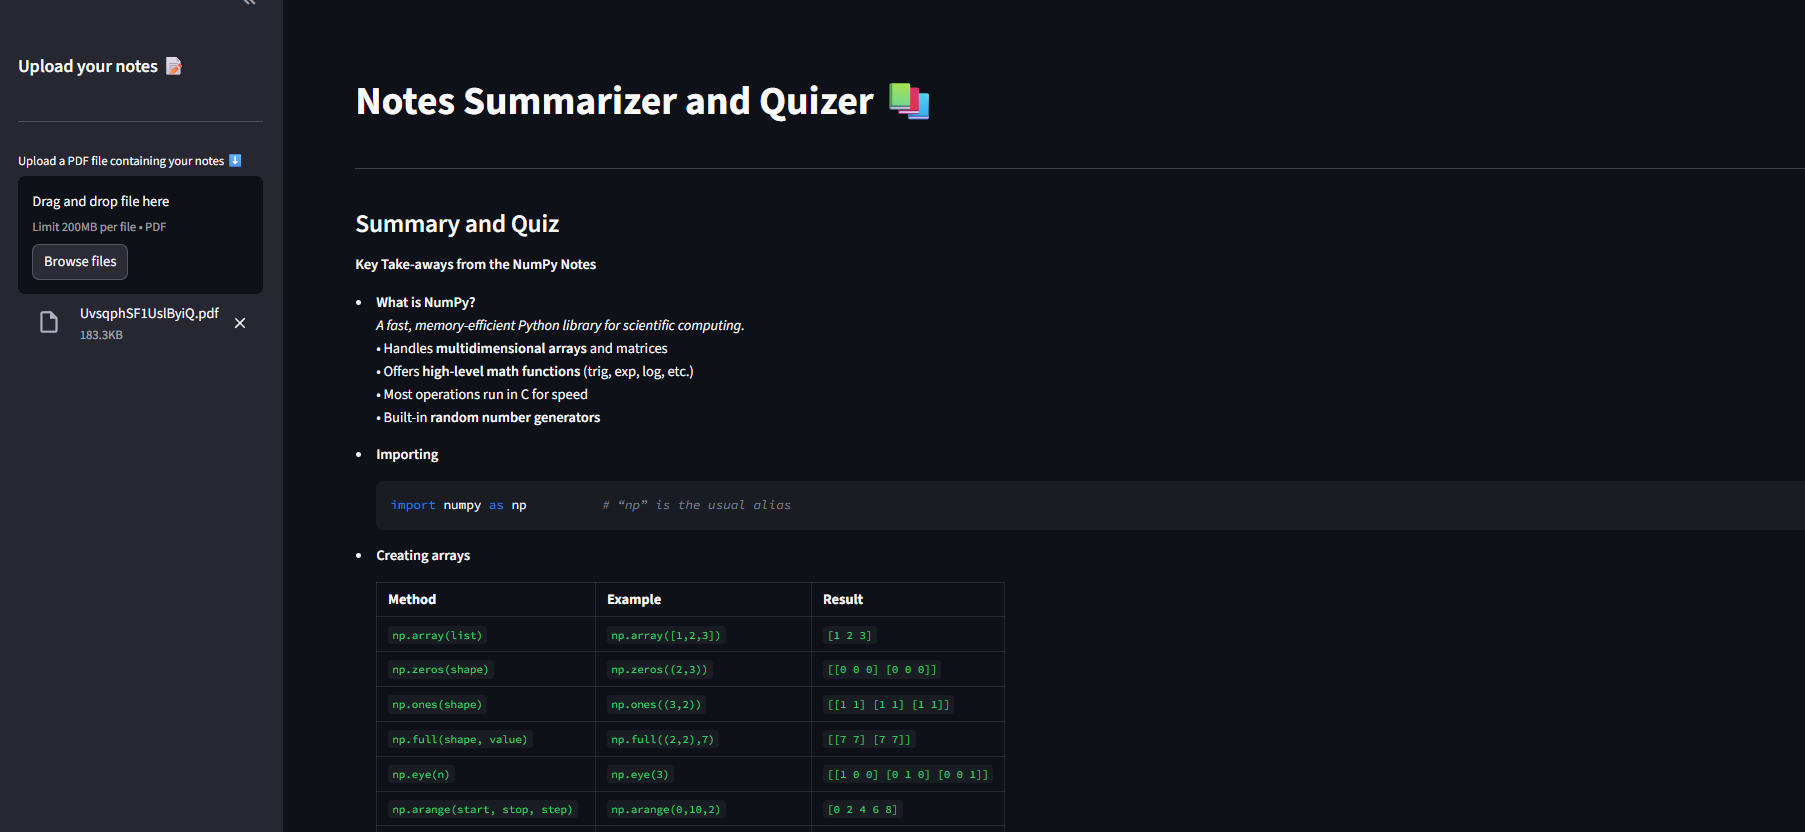 Upload your notes
Upload a PDF file containing your notes
Drag and drop file here
Limit 200MB per file • PDF
Browse files
UvsqphSF1UslByiQ.pdf
183.3KB
Notes Summarizer and Quizer
Summary and Quiz
Key Take-aways from the NumPy Notes
• What is NumPy?
A fast, memory-efficient Python library for scientific computing.
• Handles multidimensional arrays and matrices
• Offers high-level math functions (trig, exp, log, etc.)
• Most operations run in C for speed
• Built-in random number generators
• Importing
import numpy as np # “np” is the usual alias
• Creating arrays
Method Example Result
np.array(list) np.array([1,2,3]) [1 2 3]
np.zeros(shape) np.zeros((2,3)) [[0 0 0] [0 0 0]]
np.ones(shape) np.ones((3,2)) [[1 1] [1 1] [1 1]]
np.full(shape, value) np.full((2,2),7) [[7 7] [7 7]]
np.eye(n) np.eye(3) [[1 0 0] [0 1 0] [0 0 1]]
np.arange(start, stop, step) np.arange(0,10,2) [0 2 4 6 8]